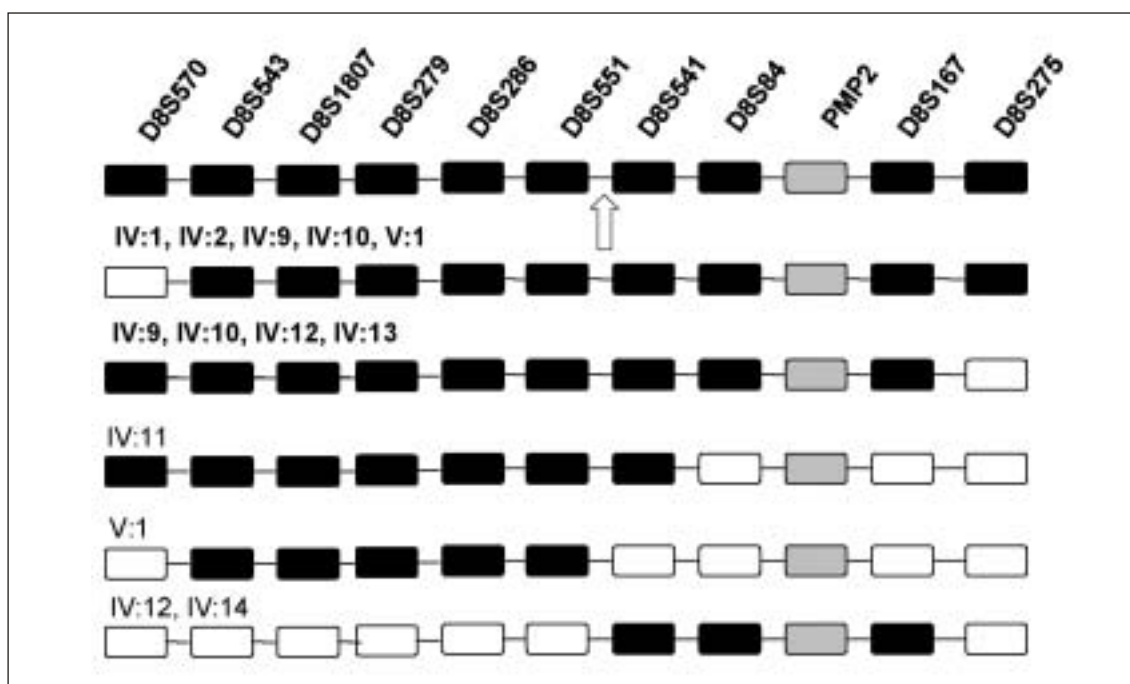 D8S570 D8S543 D8S1807 D8S279 D8S286 D8S551 D8S541 D8S84 PMP2 D8S167 D8S275
IV:1, IV:2, IV:9, IV:10, V:1
IV:9, IV:10, IV:12, IV:13
IV:11
V:1
IV:12, IV:14